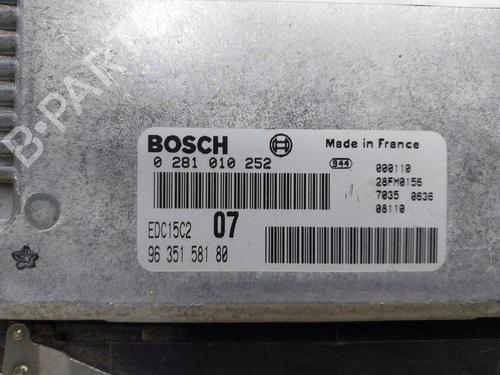 B-PARTS
BOSCH
Made in France
0 281 010 252
S44
000110
28FM0156
7035 0636
08110
EDC15C2 07
96 351 581 80